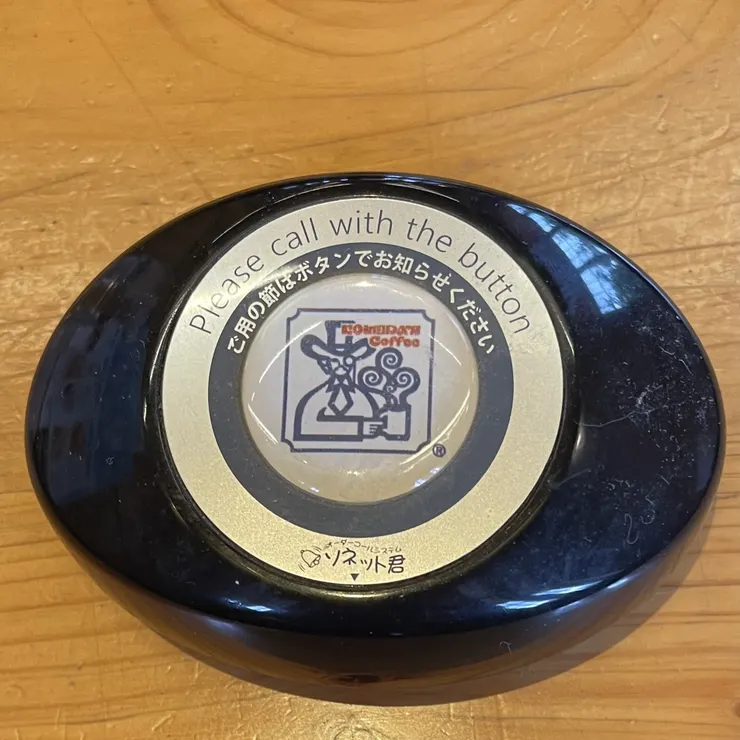 Please call with the button
ご用の節はボタンでお知らせください
KOMEDA'S
Coffee
®
オーダーコールシステム
ソネット君